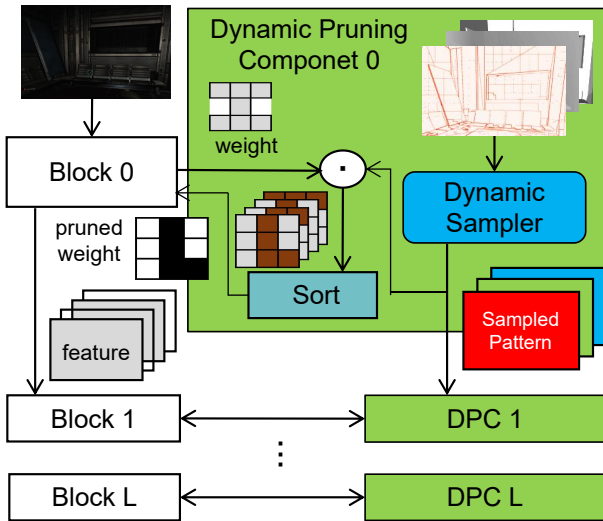 Dynamic Pruning
Componet 0
weight
Block 0
·
Dynamic
Sampler
pruned
weight
Sort
Sampled
Pattern
feature
Block 1
DPC 1
...
Block L
DPC L